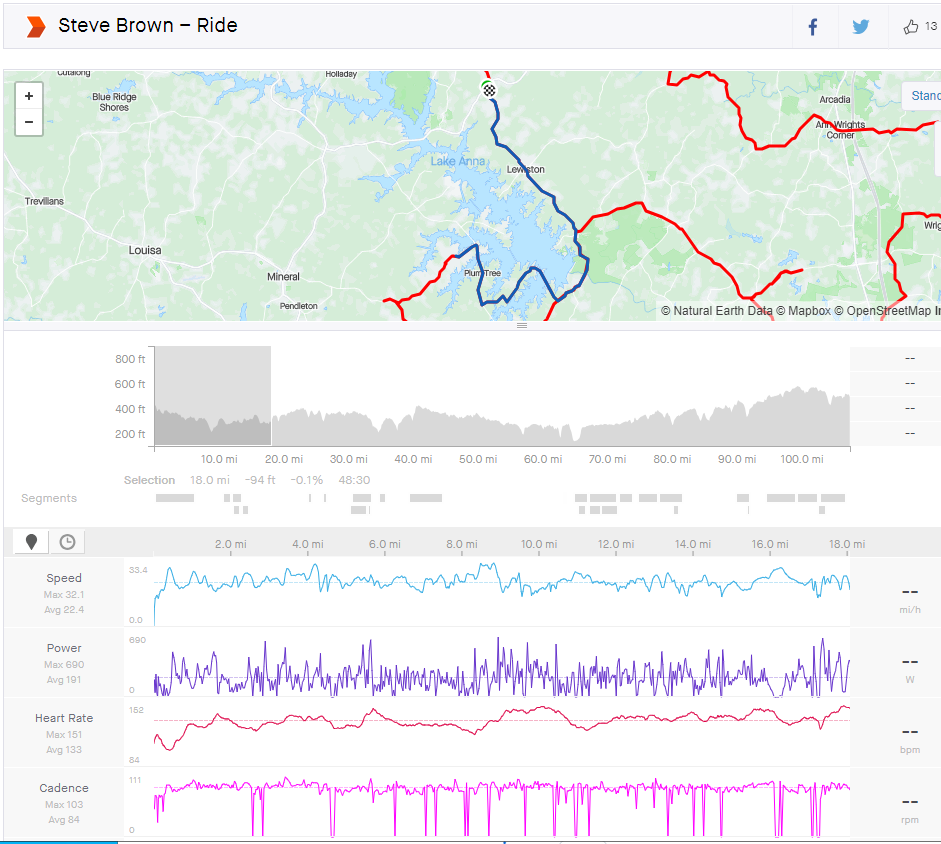 Steve Brown – Ride
13
Cutalong
Holladay
+
−
Blue Ridge
Shores
Arcadia
Stand
Ann Wrights
Corner
Lake Anna
Lewiston
Trevilians
Louisa
Mineral
Plum Tree
Pendleton
© Natural Earth Data © Mapbox © OpenStreetMap
800 ft
600 ft
400 ft
200 ft
--
--
--
--
10.0 mi 20.0 mi 30.0 mi 40.0 mi 50.0 mi 60.0 mi 70.0 mi 80.0 mi 90.0 mi 100.0 mi
Selection 18.0 mi -94 ft -0.1% 48:30
Segments
2.0 mi 4.0 mi 6.0 mi 8.0 mi 10.0 mi 12.0 mi 14.0 mi 16.0 mi 18.0 mi
Speed
Max 32.1
Avg 22.4
33.4
0.0
--
mi/h
Power
Max 690
Avg 191
690
0
--
W
Heart Rate
Max 151
Avg 133
152
84
--
bpm
Cadence
Max 103
Avg 84
111
0
--
rpm